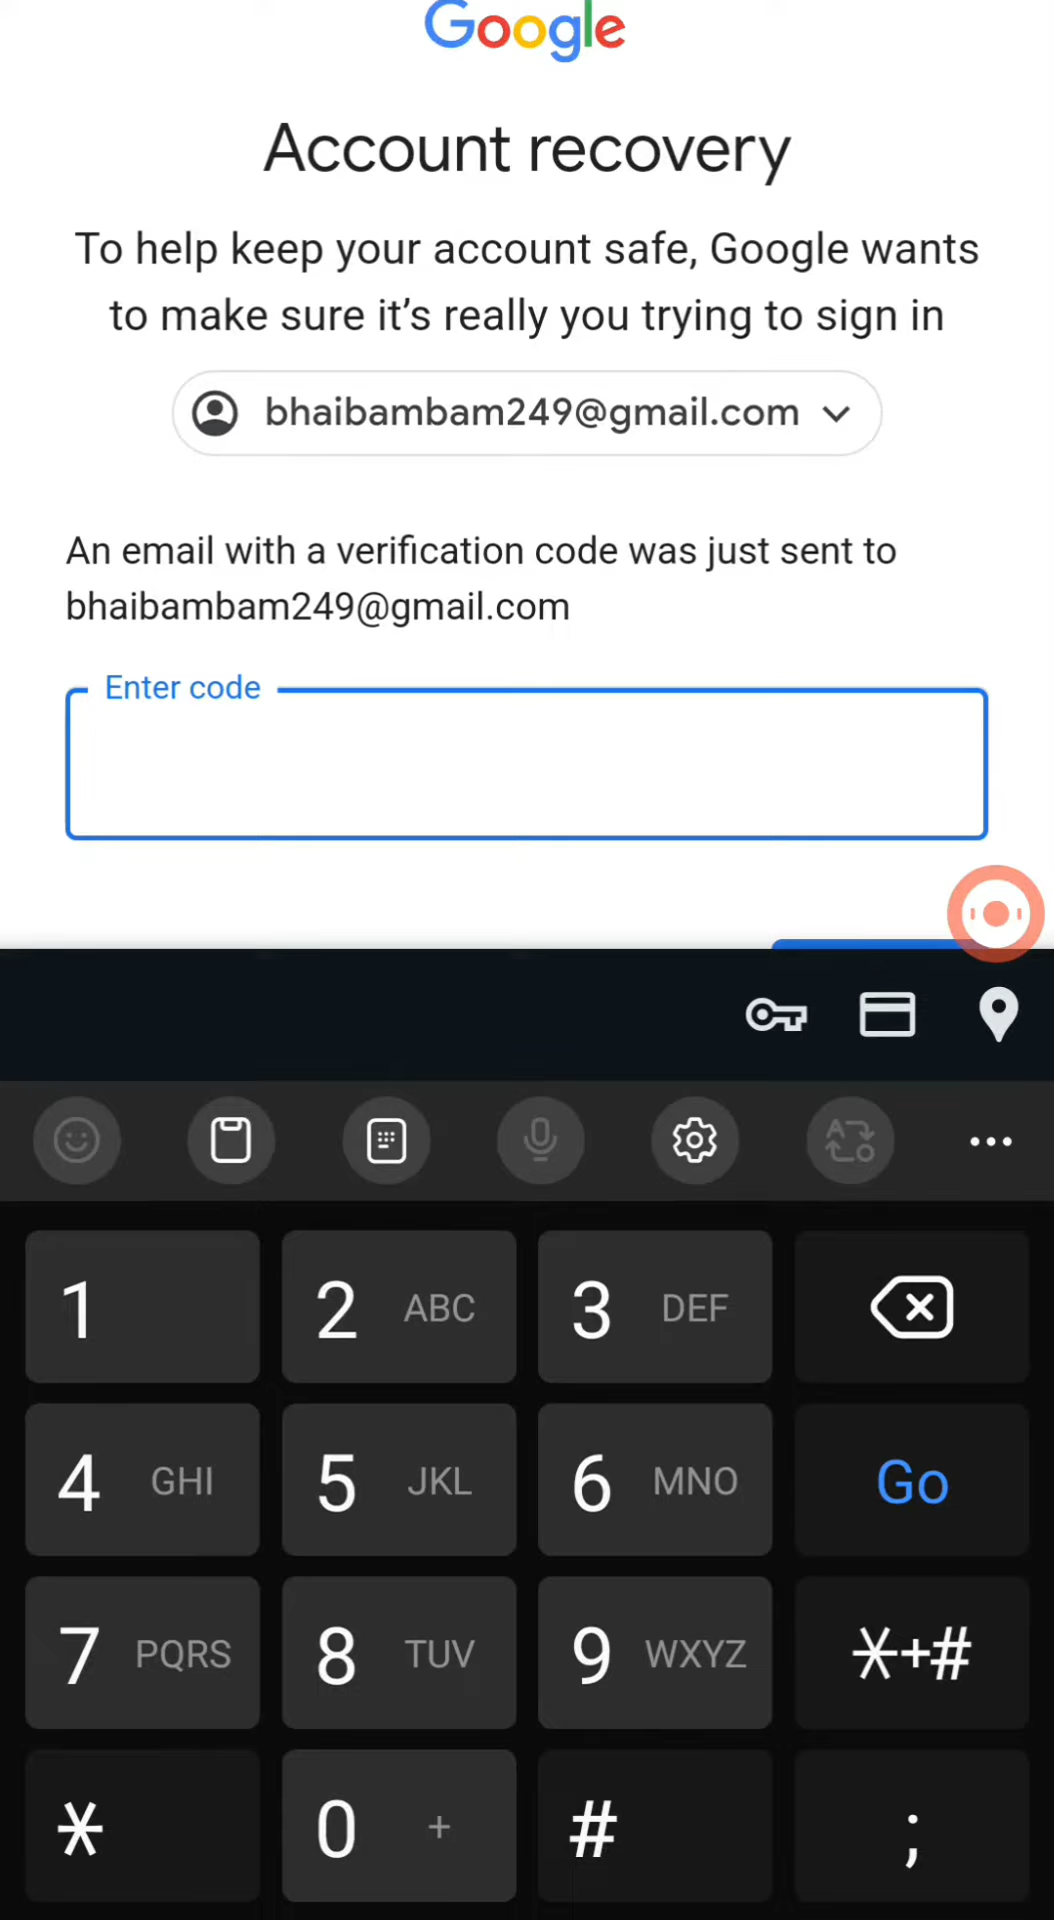 Google
Account recovery
To help keep your account safe, Google wants
to make sure it’s really you trying to sign in
bhaibambam249@gmail.com
An email with a verification code was just sent to
bhaibambam249@gmail.com
Enter code
1
2 ABC
3 DEF
4 GHI
5 JKL
6 MNO
Go
7 PQRS
8 TUV
9 WXYZ
*+#
*
0 +
#
;